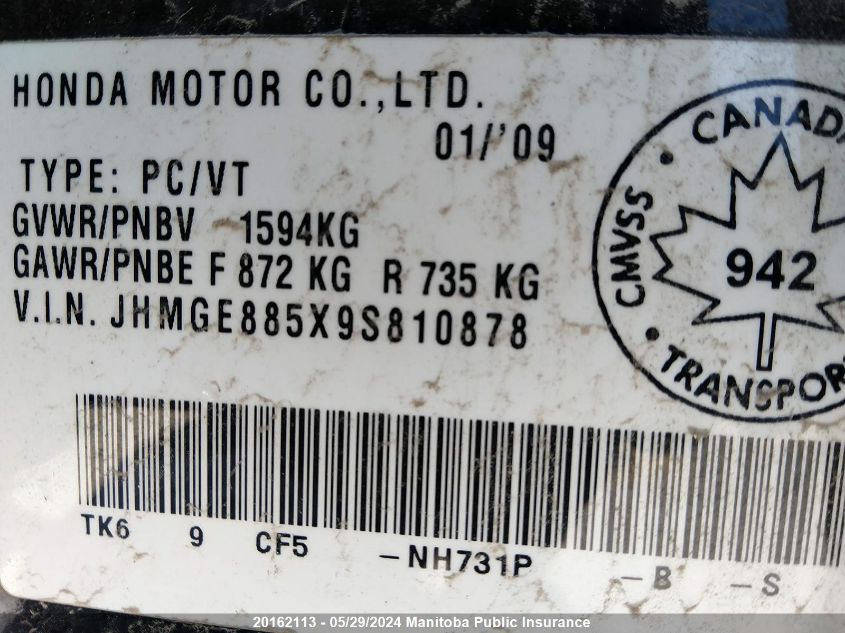 HONDA MOTOR CO.,LTD.
01/'09
TYPE: PC/VT
GVWR/PNBV 1594KG
GAWR/PNBE F 872 KG R 735 KG
V.I.N. JHMGE885X9S810878
CANADA
CMVSS
942
TRANSPOR
TK6 9 CF5 -NH731P -B -S
20162113 - 05/29/2024 Manitoba Public Insurance